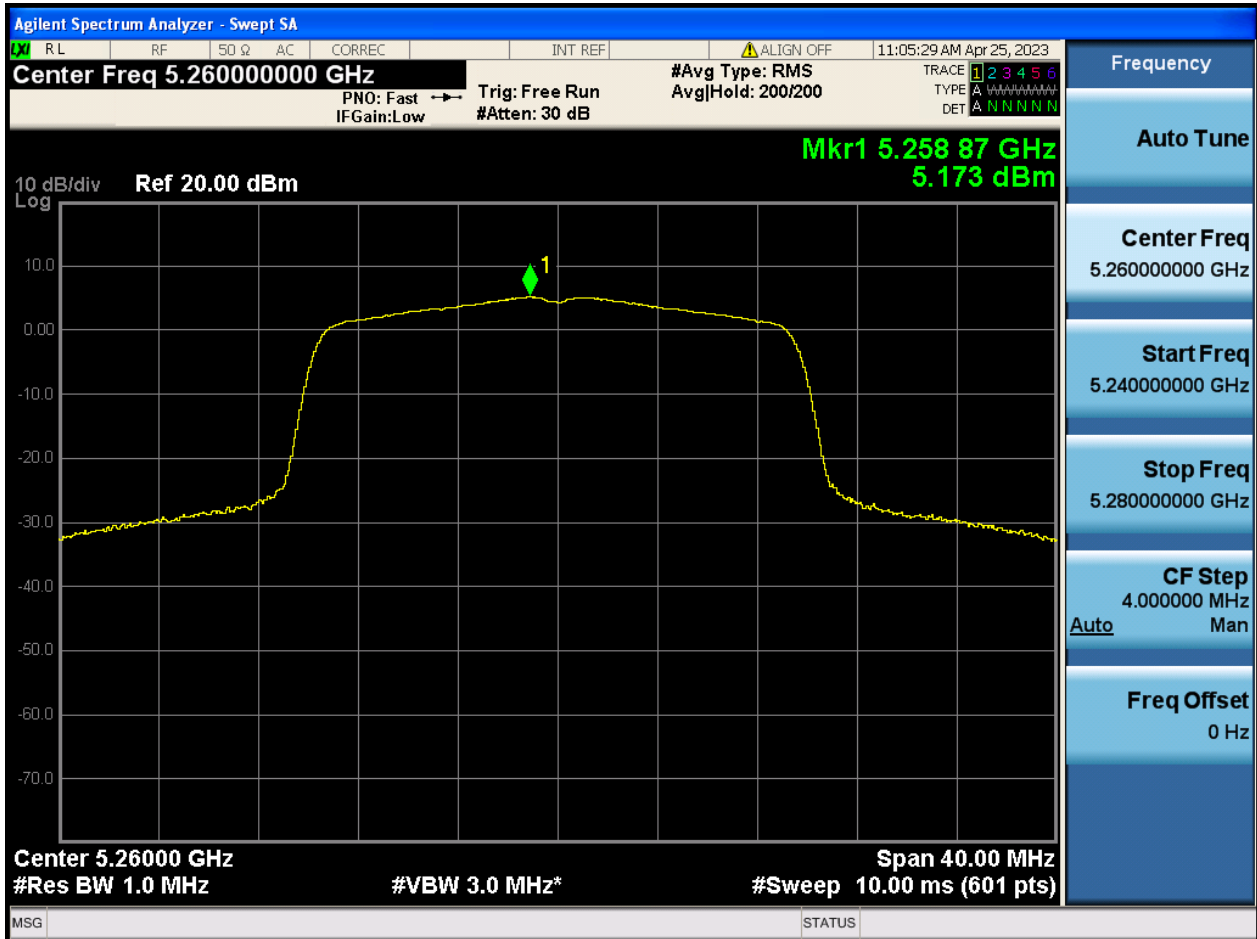 Agilent Spectrum Analyzer - Swept SA
LXI RL RF 50 Ω AC CORREC INT REF ALIGN OFF 11:05:29 AM Apr 25, 2023
Center Freq 5.260000000 GHz
PNO: Fast
IFGain:Low
Trig: Free Run
#Atten: 30 dB
#Avg Type: RMS
Avg|Hold: 200/200
TRACE 1 2 3 4 5 6
TYPE A WWWWWW
DET A N N N N N
Mkr1 5.258 87 GHz
5.173 dBm
10 dB/div Ref 20.00 dBm
Log
1
10.0
0.00
-10.0
-20.0
-30.0
-40.0
-50.0
-60.0
-70.0
Center 5.26000 GHz Span 40.00 MHz
#Res BW 1.0 MHz #VBW 3.0 MHz* #Sweep 10.00 ms (601 pts)
MSG STATUS
Frequency
Auto Tune
Center Freq
5.260000000 GHz
Start Freq
5.240000000 GHz
Stop Freq
5.280000000 GHz
CF Step
4.000000 MHz
Auto Man
Freq Offset
0 Hz